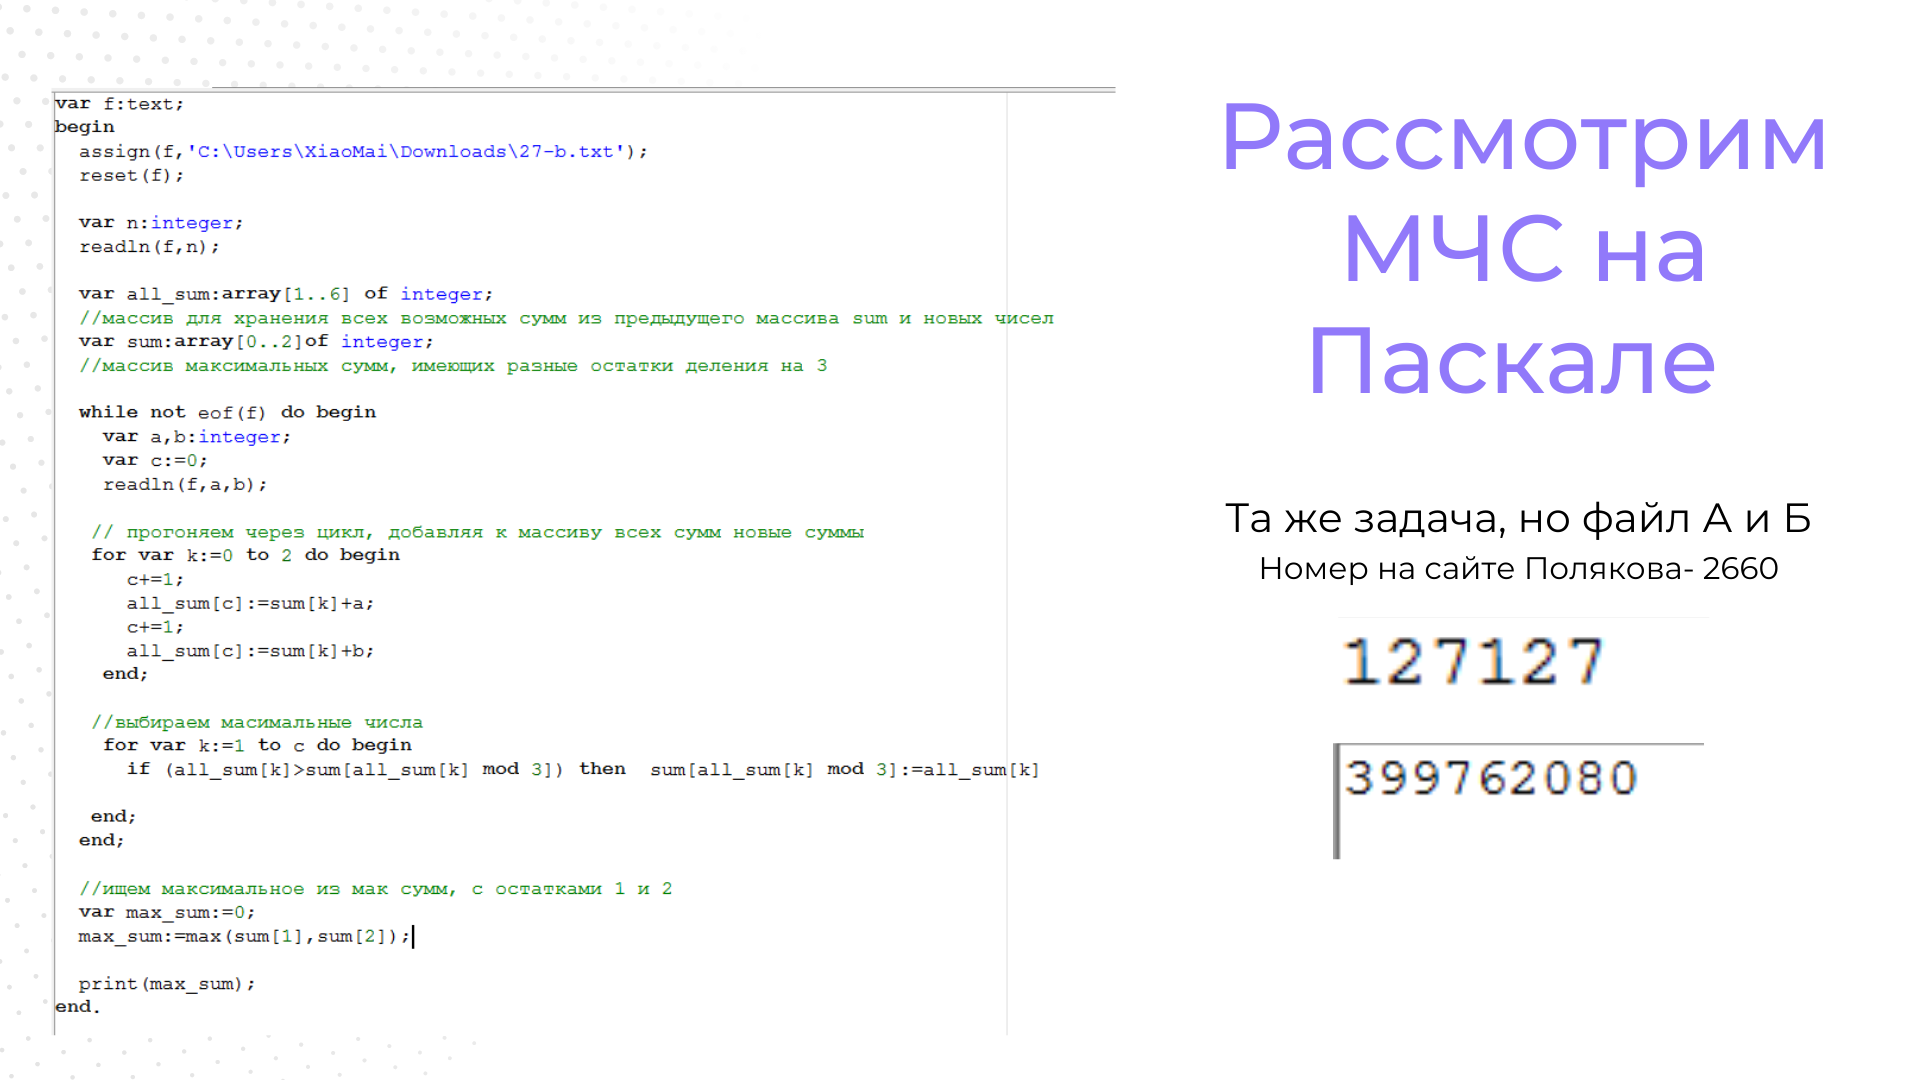 var f:text;
begin
assign(f,'C:\Users\XiaoMai\Downloads\27-b.txt');
reset(f);
var n:integer;
readln(f,n);
var all_sum:array[1..6] of integer;
//массив для хранения всех возможных сумм из предыдущего массива sum и новых чисел
var sum:array[0..2]of integer;
//массив максимальных сумм, имеющих разные остатки деления на 3
while not eof(f) do begin
var a,b:integer;
var c:=0;
readln(f,a,b);
// прогоняем через цикл, добавляя к массиву всех сумм новые суммы
for var k:=0 to 2 do begin
c+=1;
all_sum[c]:=sum[k]+a;
c+=1;
all_sum[c]:=sum[k]+b;
end;
//выбираем масимальные числа
for var k:=1 to c do begin
if (all_sum[k]>sum[all_sum[k] mod 3]) then  sum[all_sum[k] mod 3]:=all_sum[k]
end;
end;
//ищем максимальное из мак сумм, с остатками 1 и 2
var max_sum:=0;
max_sum:=max(sum[1],sum[2]);
print(max_sum);
end.
Рассмотрим
МЧС на
Паскале
Та же задача, но файл А и Б
Номер на сайте Полякова- 2660
127127
399762080